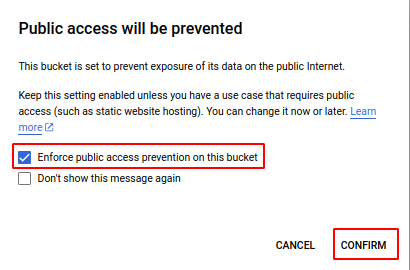 Public access will be prevented
This bucket is set to prevent exposure of its data on the public Internet.
Keep this setting enabled unless you have a use case that requires public
access (such as static website hosting). You can change it now or later. Learn
more
Enforce public access prevention on this bucket
Don't show this message again
CANCEL CONFIRM